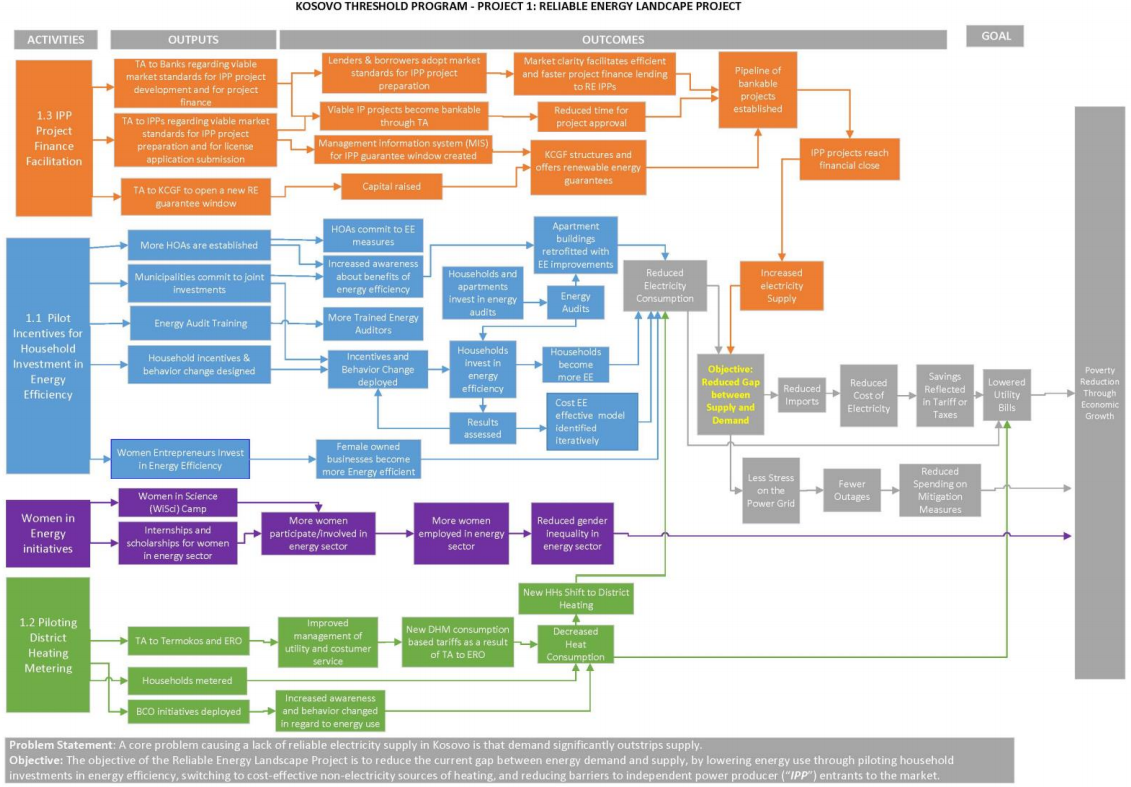 KOSOVO THRESHOLD PROGRAM - PROJECT 1: RELIABLE ENERGY LANDSCAPE PROJECT
ACTIVITIES
OUTPUTS
OUTCOMES
GOAL
1.3 IPP
Project
Finance
Facilitation
TA to Banks regarding viable
market standards for IPP project
development and for project
finance
TA to IPPs regarding viable market
standards for IPP project
preparation and for license
application submission
TA to KCGF to open a new RE
guarantee window
Lenders & borrowers adopt market
standards for IPP project
preparation
Viable IP projects become bankable
through TA
Management information system (MIS)
for IPP guarantee window created
Capital raised
Market clarity facilitates efficient
and faster project finance lending
to RE IPPs
Reduced time for
project approval
KCGF structures and
offers renewable energy
guarantees
Pipeline of
bankable
projects
established
IPP projects reach
financial close
Increased
electricity
Supply
1.1 Pilot
Incentives for
Household
Investment in
Energy
Efficiency
More HOAs are established
Municipalities commit to joint
investments
Energy Audit Training
Household incentives &
behavior change designed
Women Entrepreneurs Invest
in Energy Efficiency
HOAs commit to EE
measures
Increased awareness
about benefits of
energy efficiency
More Trained Energy
Auditors
Incentives and
Behavior Change
deployed
Female owned
businesses become
more Energy efficient
Households and
apartments
invest in energy
audits
Households
invest in
energy
efficiency
Results
assessed
Apartment
buildings
retrofitted with
EE improvements
Energy
Audits
Households
become
more EE
Cost EE
effective model
identified
iteratively
Reduced
Electricity
Consumption
Objective:
Reduced Gap
between
Supply and
Demand
Reduced
Imports
Reduced
Cost of
Electricity
Savings
Reflected
in Tariff or
Taxes
Lowered
Utility
Bills
Less Stress
on the
Power Grid
Fewer
Outages
Reduced
Spending on
Mitigation
Measures
Poverty
Reduction
Through
Economic
Growth
Women in
Energy
initiatives
Women in Science
(WISci) Camp
Internships and
scholarships for women
in energy sector
More women
participate/involved in
energy sector
More women
employed in energy
sector
Reduced gender
inequality in
energy sector
1.2 Piloting
District
Heating
Metering
TA to Termokos and ERO
Households metered
BCO initiatives deployed
Improved
management of
utility and costumer
service
Increased awareness
and behavior changed
in regard to energy use
New DHM consumption
based tariffs as a result
of TA to ERO
New HHs Shift to District
Heating
Decreased
Heat
Consumption
Problem Statement: A core problem causing a lack of reliable electricity supply in Kosovo is that demand significantly outstrips supply.
Objective: The objective of the Reliable Energy Landscape Project is to reduce the current gap between energy demand and supply, by lowering energy use through piloting household
investments in energy efficiency, switching to cost-effective non-electricity sources of heating, and reducing barriers to independent power producer ("IPP") entrants to the market.